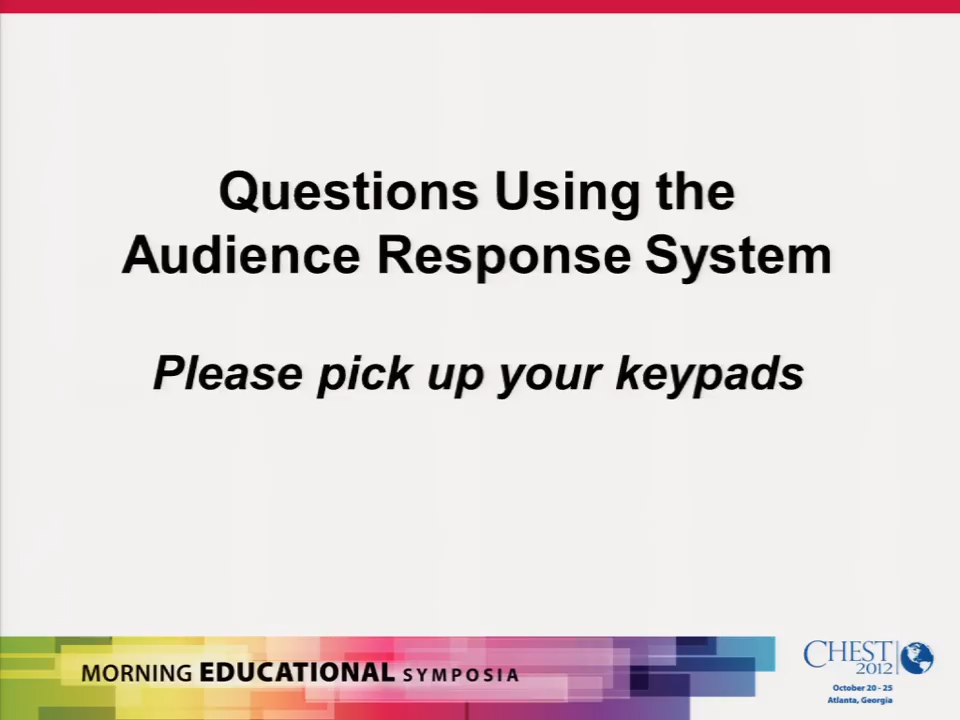 Questions Using the
Audience Response System
Please pick up your keypads
MORNING EDUCATIONAL SYMPOSIA
CHEST
2012
October 20 - 25
Atlanta, Georgia